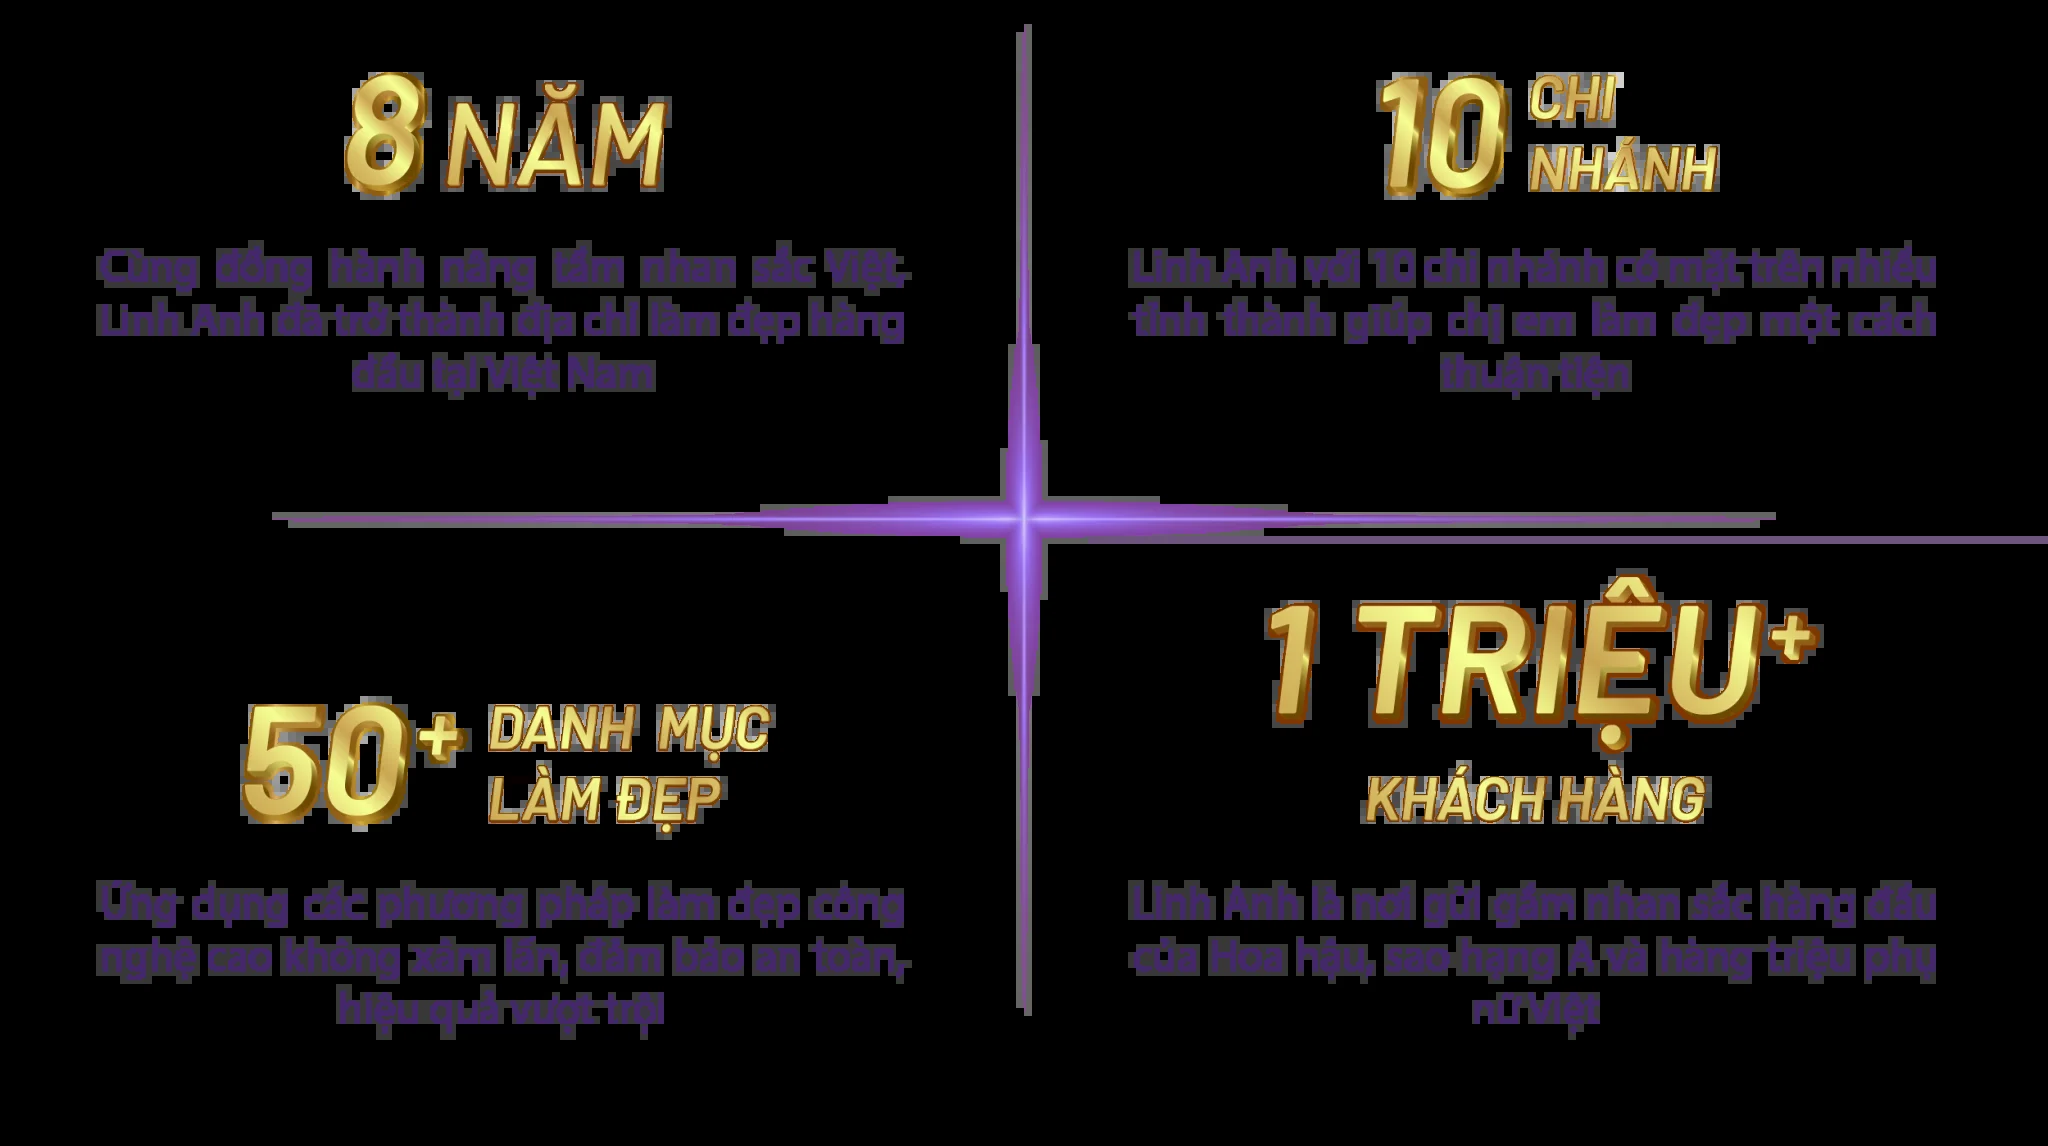 8 NĂM
Cùng đồng hành nâng tầm nhan sắc Việt.
Linh Anh đã trở thành địa chỉ làm đẹp hàng
đầu tại Việt Nam
10 CHI
NHÁNH
Linh Anh với 10 chi nhánh có mặt trên nhiều
tỉnh thành giúp chị em làm đẹp một cách
thuận tiện
50+ DANH MỤC
LÀM ĐẸP
Ứng dụng các phương pháp làm đẹp công
nghệ cao không xâm lấn, đảm bảo an toàn,
hiệu quả vượt trội
1 TRIỆU+
KHÁCH HÀNG
Linh Anh là nơi gửi gắm nhan sắc hàng đầu
của Hoa hậu, sao hạng A và hàng triệu phụ
nữ Việt